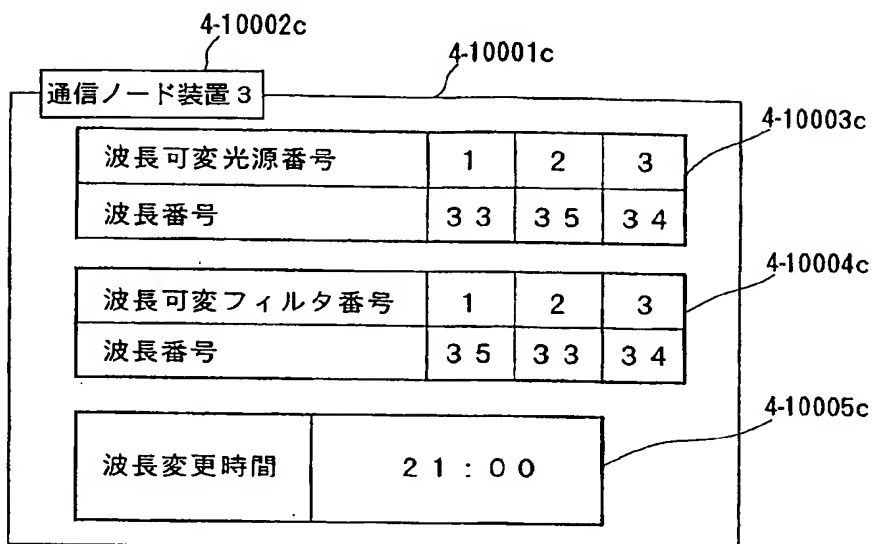 4-10002c
4-10001c
通信ノード装置3
4-10003c
波長可変光源番号 1 2 3
波長番号 33 35 34
4-10004c
波長可変フィルタ番号 1 2 3
波長番号 35 33 34
4-10005c
波長変更時間 21:00